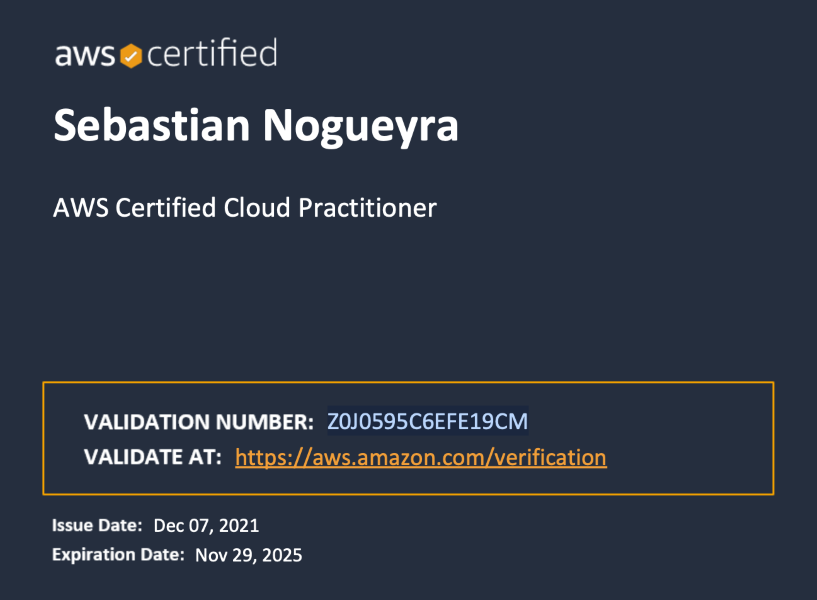 aws certified
Sebastian Nogueyra
AWS Certified Cloud Practitioner
VALIDATION NUMBER: Z0J0595C6EFE19CM
VALIDATE AT: https://aws.amazon.com/verification
Issue Date: Dec 07, 2021
Expiration Date: Nov 29, 2025